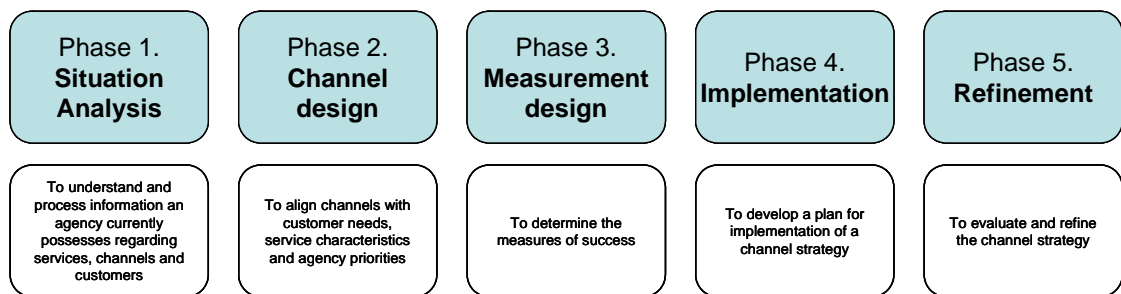 Phase 1.
Situation
Analysis
Phase 2.
Channel
design
Phase 3.
Measurement
design
Phase 4.
Implementation
Phase 5.
Refinement
To understand and
process information an
agency currently
possesses regarding
services, channels and
customers
To align channels with
customer needs,
service characteristics
and agency priorities
To determine the
measures of success
To develop a plan for
implementation of a
channel strategy
To evaluate and refine
the channel strategy